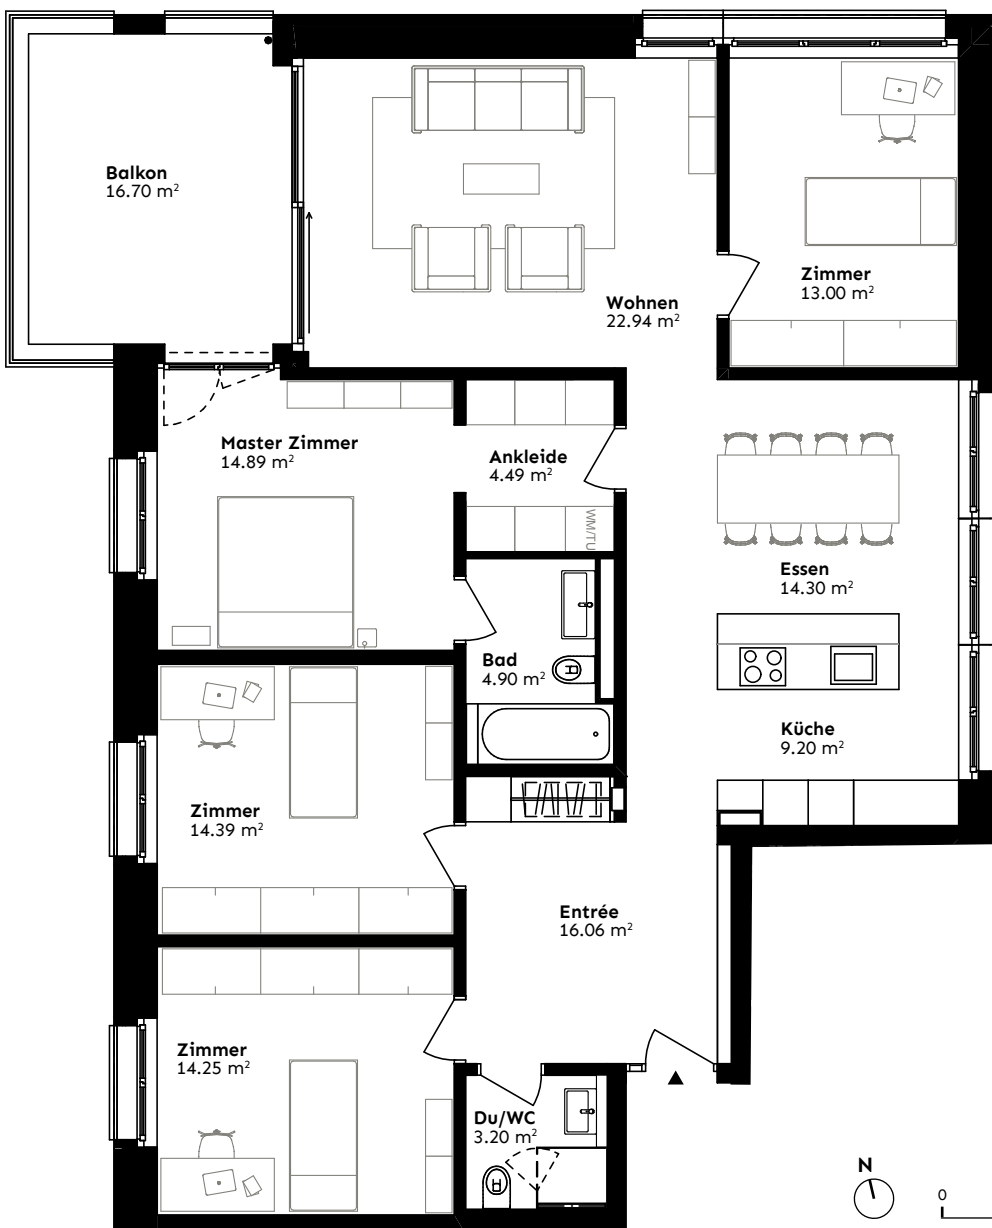 Balkon
16.70 m²
Wohnen
22.94 m²
Zimmer
13.00 m²
Master Zimmer
14.89 m²
Ankleide
4.49 m²
WM/TU
Essen
14.30 m²
Bad
4.90 m²
Küche
9.20 m²
Zimmer
14.39 m²
Entrée
16.06 m²
Zimmer
14.25 m²
Du/WC
3.20 m²
N
0